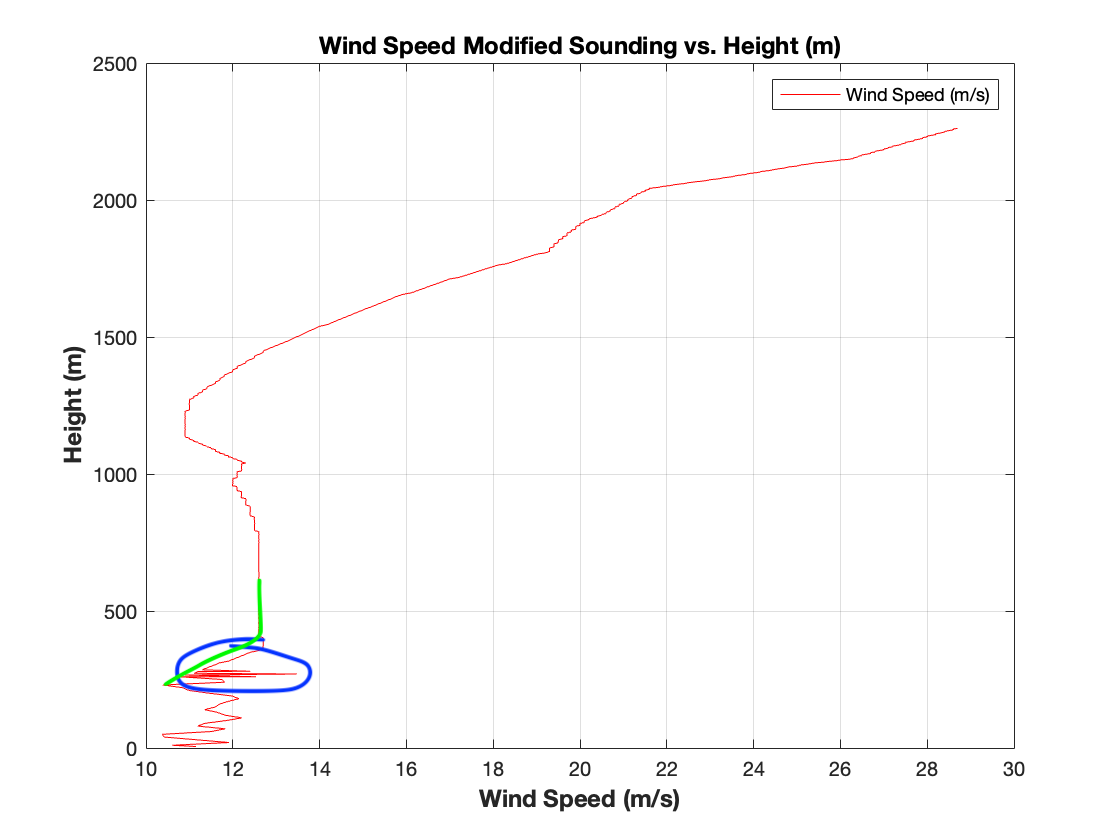 Wind Speed Modified Sounding vs. Height (m)
2500
Wind Speed (m/s)
2000
1500
Height (m)
1000
500
0
10 12 14 16 18 20 22 24 26 28 30
Wind Speed (m/s)